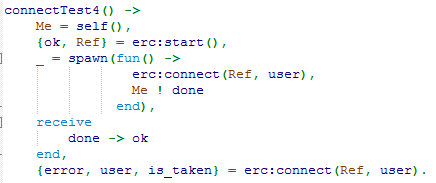 connectTest4() ->
    Me = self(),
    {ok, Ref} = erc:start(),
    _ = spawn(fun() ->
                  erc:connect(Ref, user),
                  Me ! done
              end),
    receive
        done -> ok
    end,
    {error, user, is_taken} = erc:connect(Ref, user).